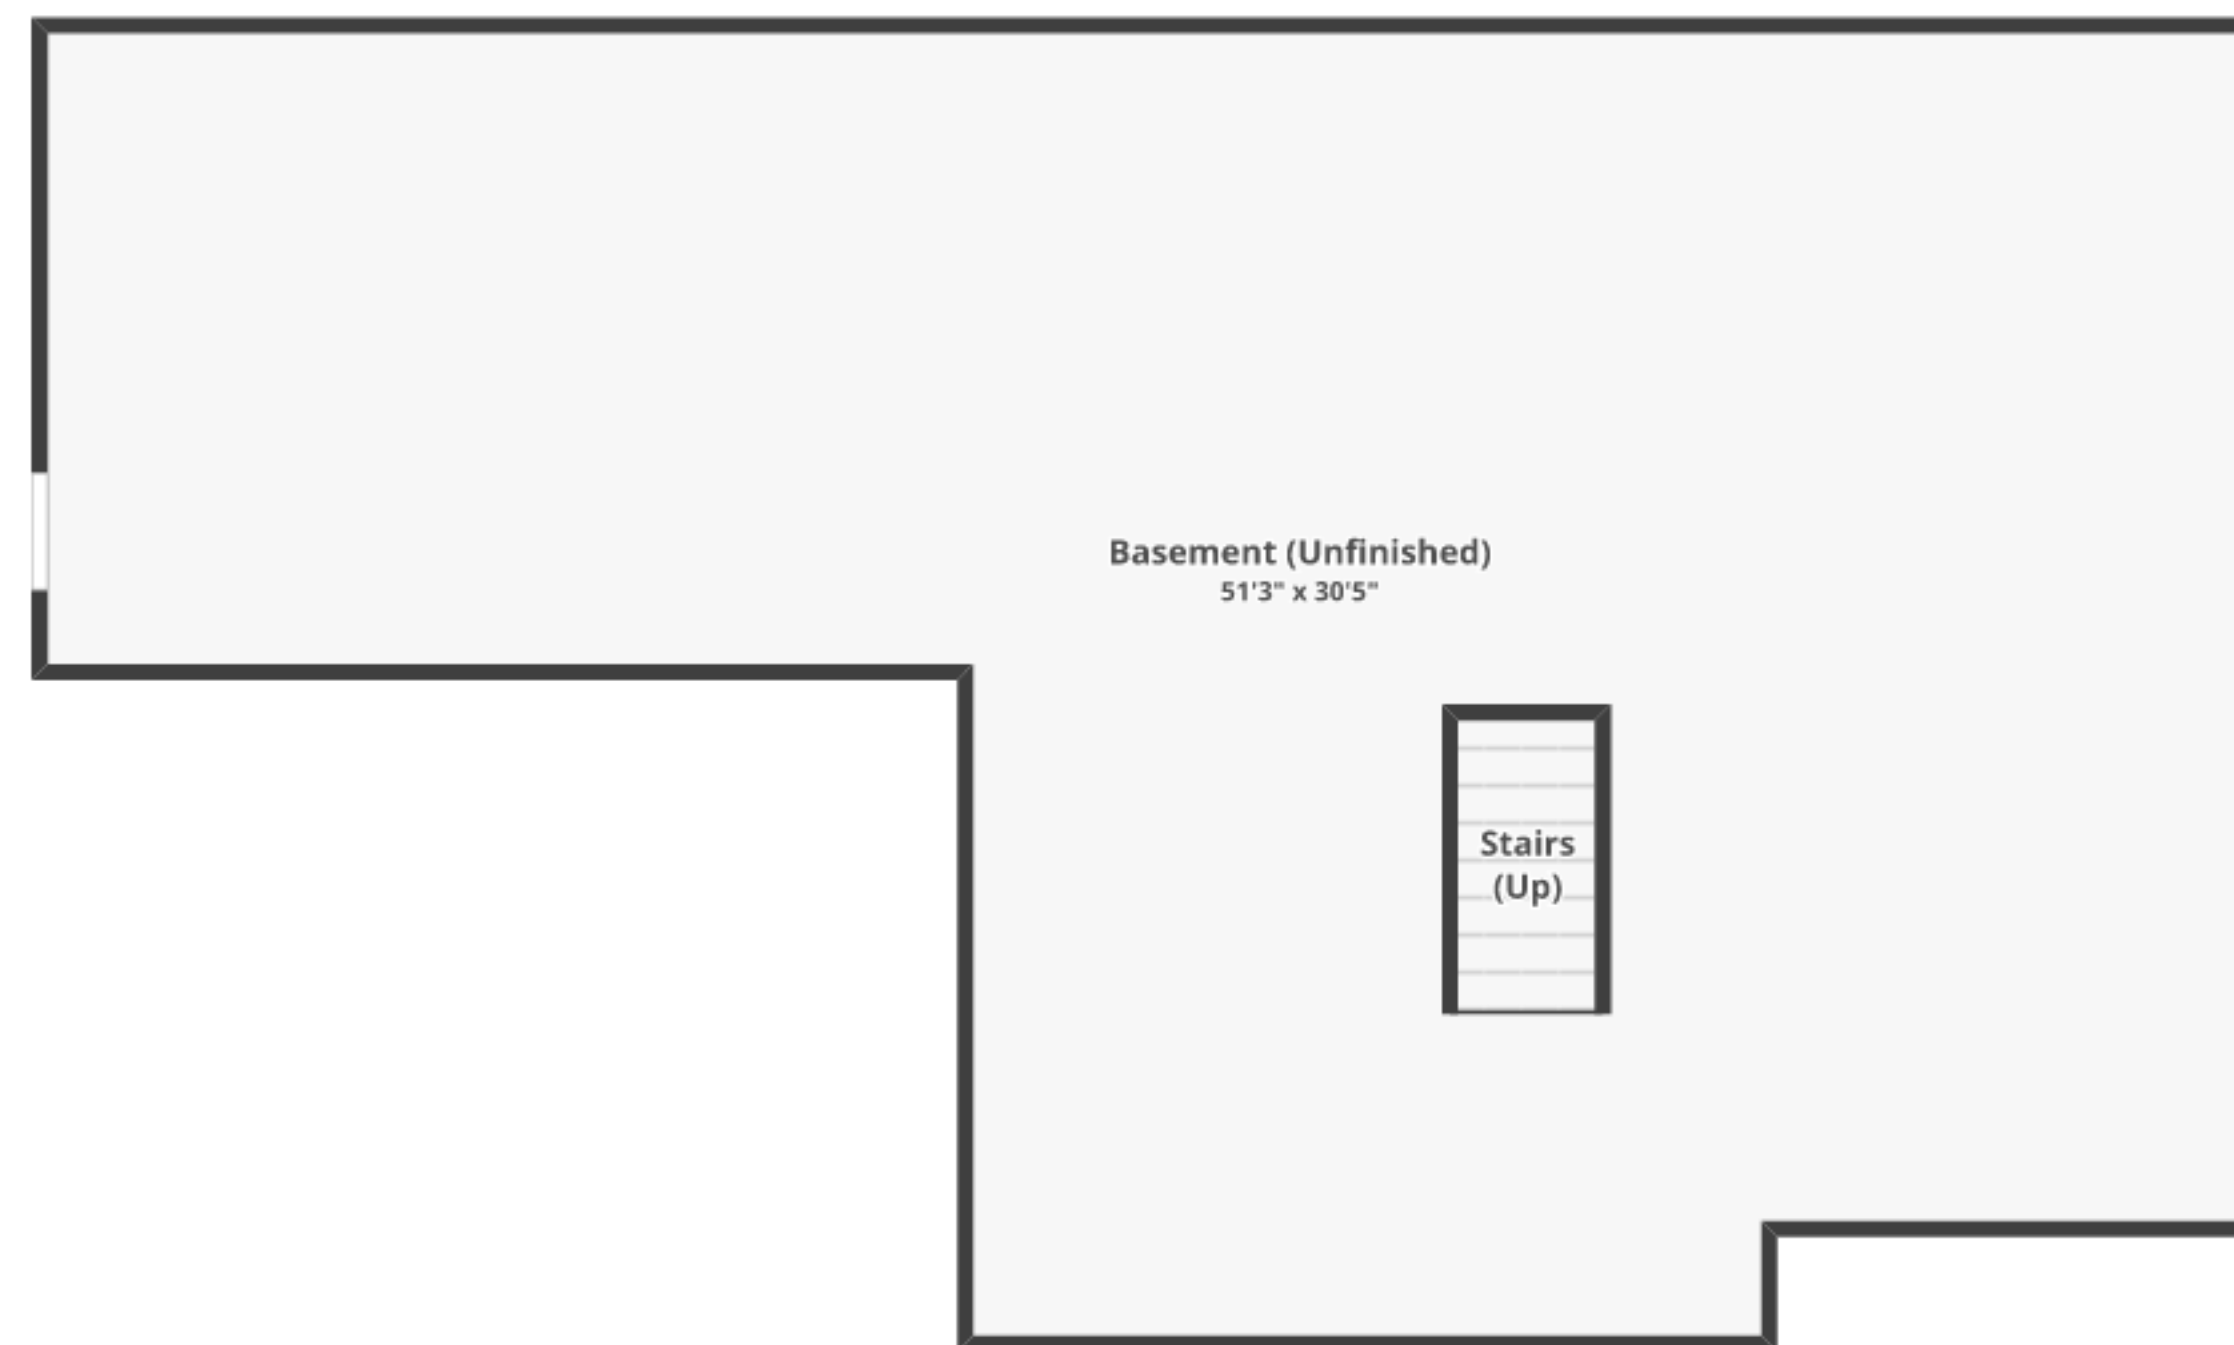 Basement (Unfinished)
51'3" x 30'5"
Stairs
(Up)